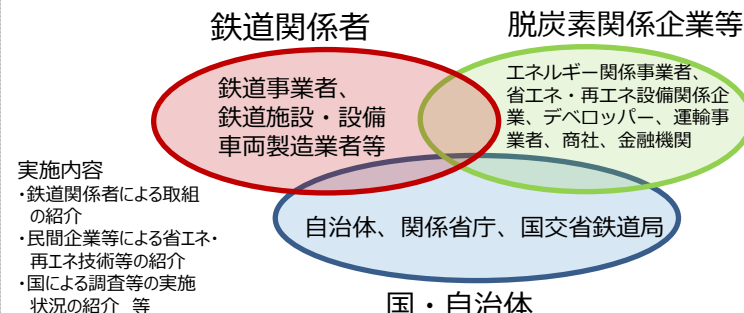 鉄道関係者
脱炭素関係企業等
鉄道事業者、
鉄道施設・設備
車両製造業者等
エネルギー関係事業者、
省エネ・再エネ設備関係企
業、デベロッパー、運輸事
業者、商社、金融機関
実施内容
・鉄道関係者による取組
の紹介
・民間企業等による省エネ・
再エネ技術等の紹介
・国による調査等の実施
状況の紹介 等
自治体、関係省庁、国交省鉄道局
国・自治体